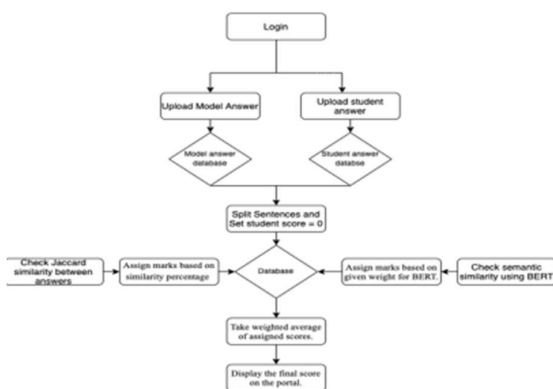 Login
Upload Model Answer
Upload student
answer
Model answer
database
Student answer
databse
Split Sentences and
Set student score = 0
Check Jaccard
similarity between
answers
Assign marks based on
similarity percentage
Database
Assign marks based on
given weight for BERT.
Check semantic
similarity using BERT
Take weighted average
of assigned scores.
Display the final score
on the portal.